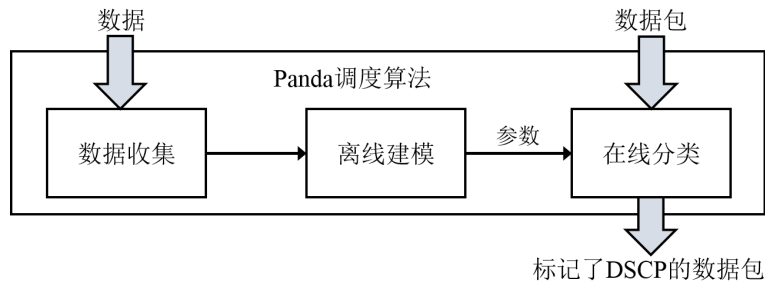 数据
数据包
Panda调度算法
数据收集
离线建模
参数
在线分类
标记了DSCP的数据包